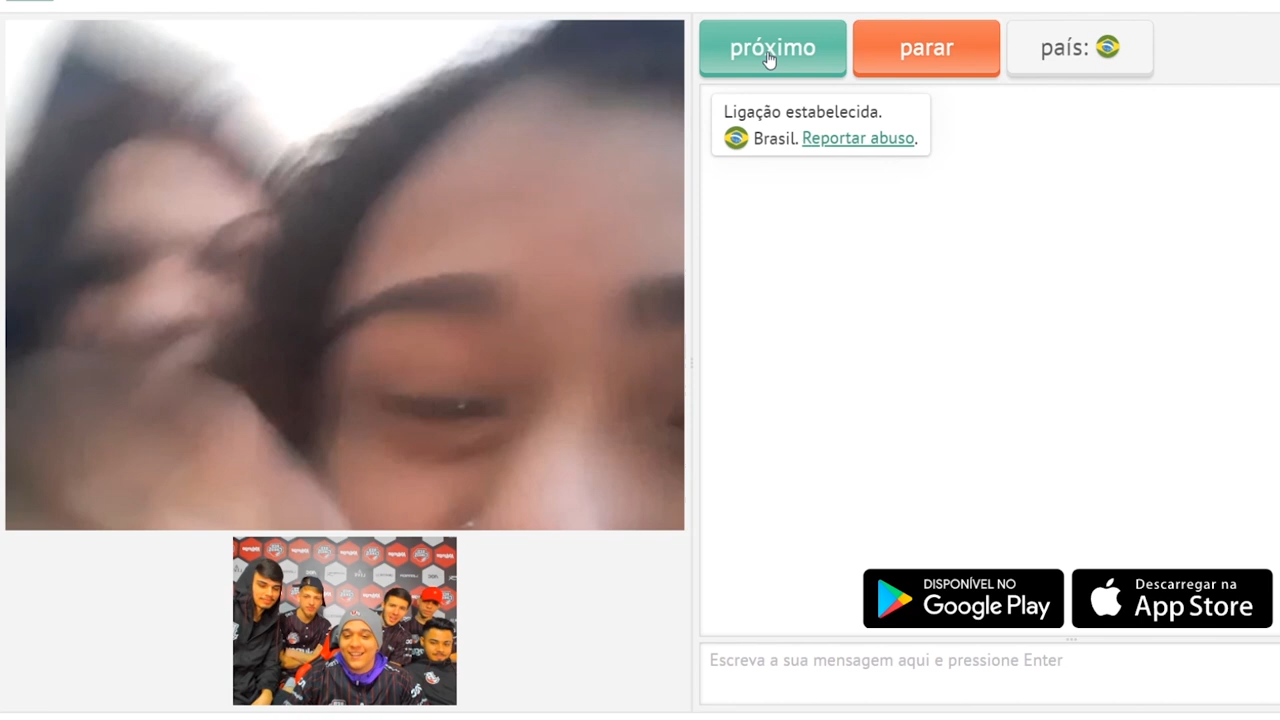 próximo
parar
país:
Ligação estabelecida.
Brasil. Reportar abuso.
DISPONÍVEL NO
Google Play
Descarregar na
App Store
Escreva a sua mensagem aqui e pressione Enter